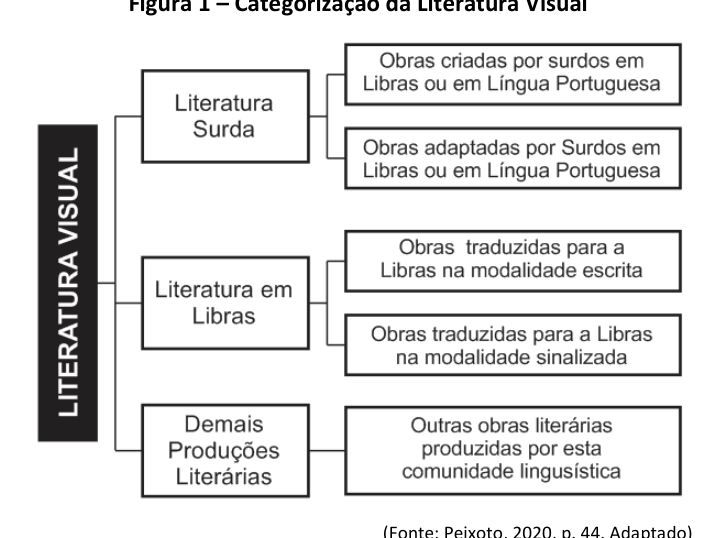 Figura 1 – Categorização da Literatura Visual
LITERATURA VISUAL
Literatura
Surda
Obras criadas por surdos em
Libras ou em Língua Portuguesa
Obras adaptadas por Surdos em
Libras ou em Língua Portuguesa
Literatura em
Libras
Obras traduzidas para a
Libras na modalidade escrita
Obras traduzidas para a Libras
na modalidade sinalizada
Demais
Produções
Literárias
Outras obras literárias
produzidas por esta
comunidade lingusística
(Fonte: Peixoto, 2020, p. 44, Adaptado)